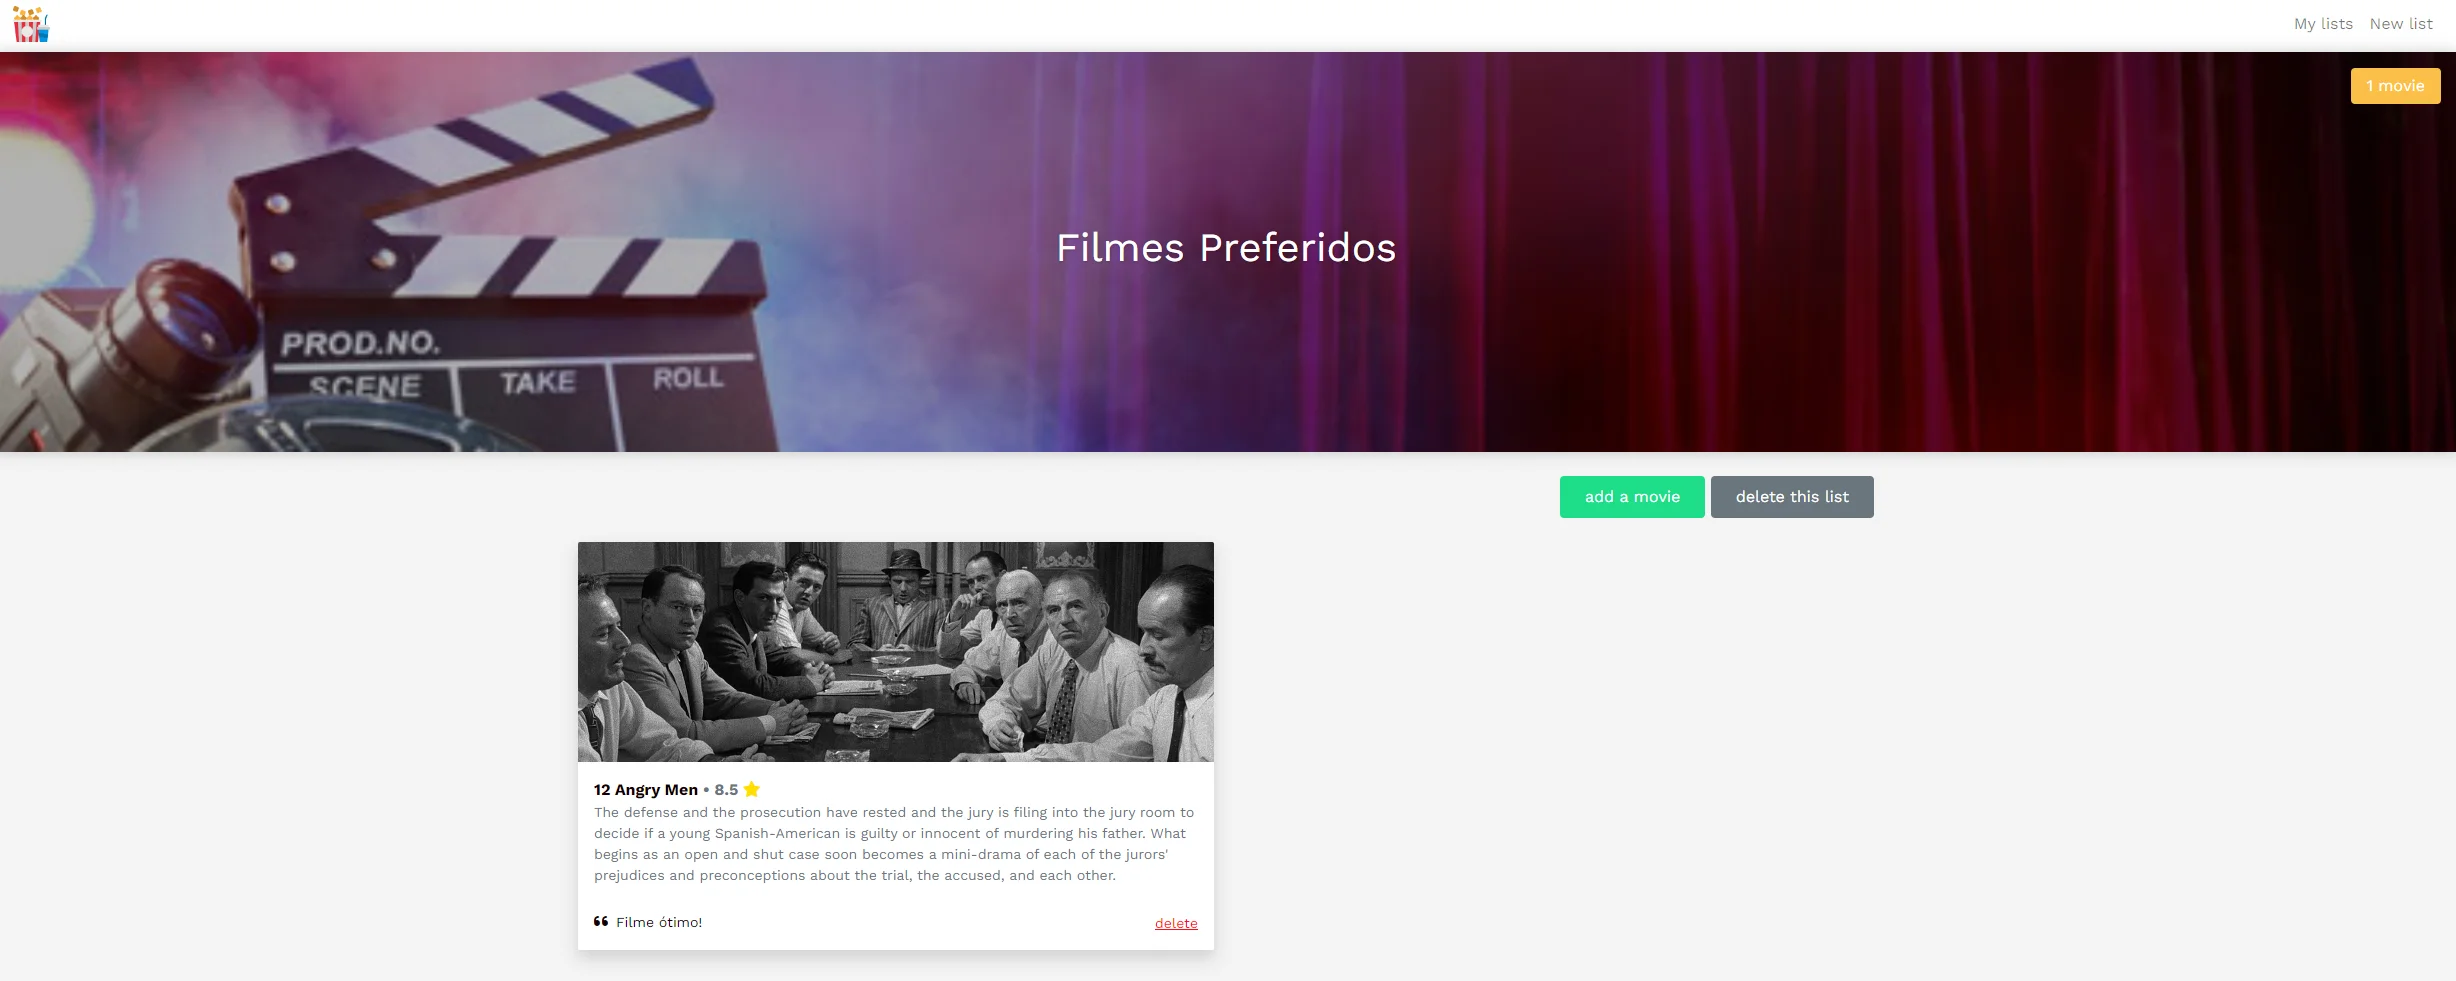 My lists New list
1 movie
Filmes Preferidos
PROD.NO.
SCENE TAKE ROLL
add a movie delete this list
12 Angry Men • 8.5
The defense and the prosecution have rested and the jury is filing into the jury room to
decide if a young Spanish-American is guilty or innocent of murdering his father. What
begins as an open and shut case soon becomes a mini-drama of each of the jurors'
prejudices and preconceptions about the trial, the accused, and each other.
❝ Filme ótimo! delete